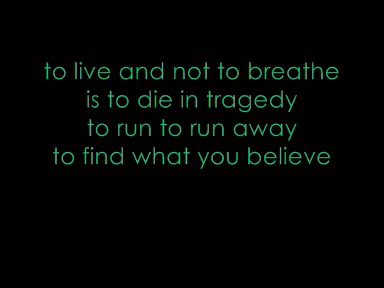 to live and not to breathe
is to die in tragedy
to run to run away
to find what you believe